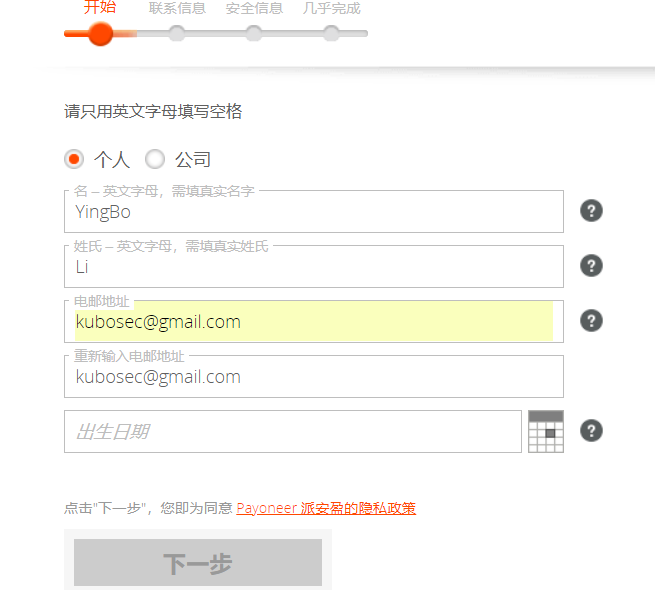 开始 联系信息 安全信息 几乎完成
请只用英文字母填写空格
个人 公司
名 – 英文字母，需填真实名字
YingBo
?
姓氏 – 英文字母，需填真实姓氏
Li
?
电邮地址
kubosec@gmail.com
?
重新输入电邮地址
kubosec@gmail.com
出生日期
?
点击"下一步"，您即为同意 Payoneer 派安盈的隐私政策
下一步